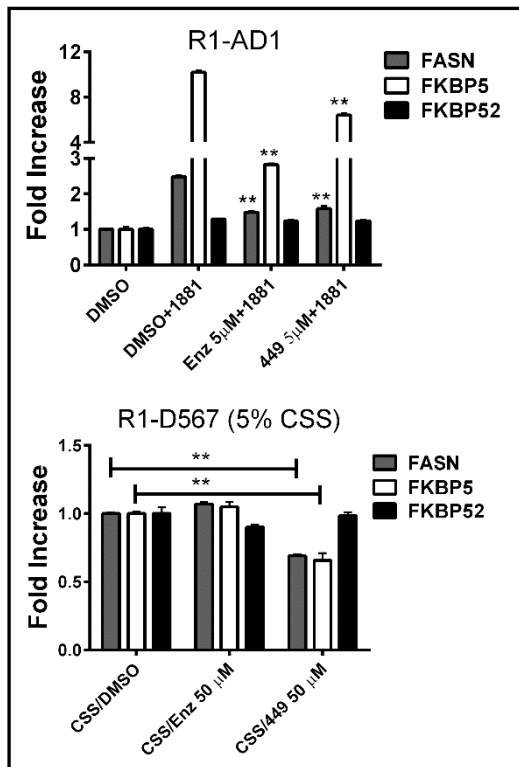 R1-AD1
Fold Increase
12
8
4
3
2
1
**
**
**
**
FASN
FKBP5
FKBP52
DMSO
DMSO+1881
Enz 5μM+1881
449 5μM+1881
R1-D567 (5% CSS)
Fold Increase
1.5
1.0
0.5
0.0
**
**
FASN
FKBP5
FKBP52
CSS/DMSO
CSS/Enz 50 μM
CSS/449 50 μM